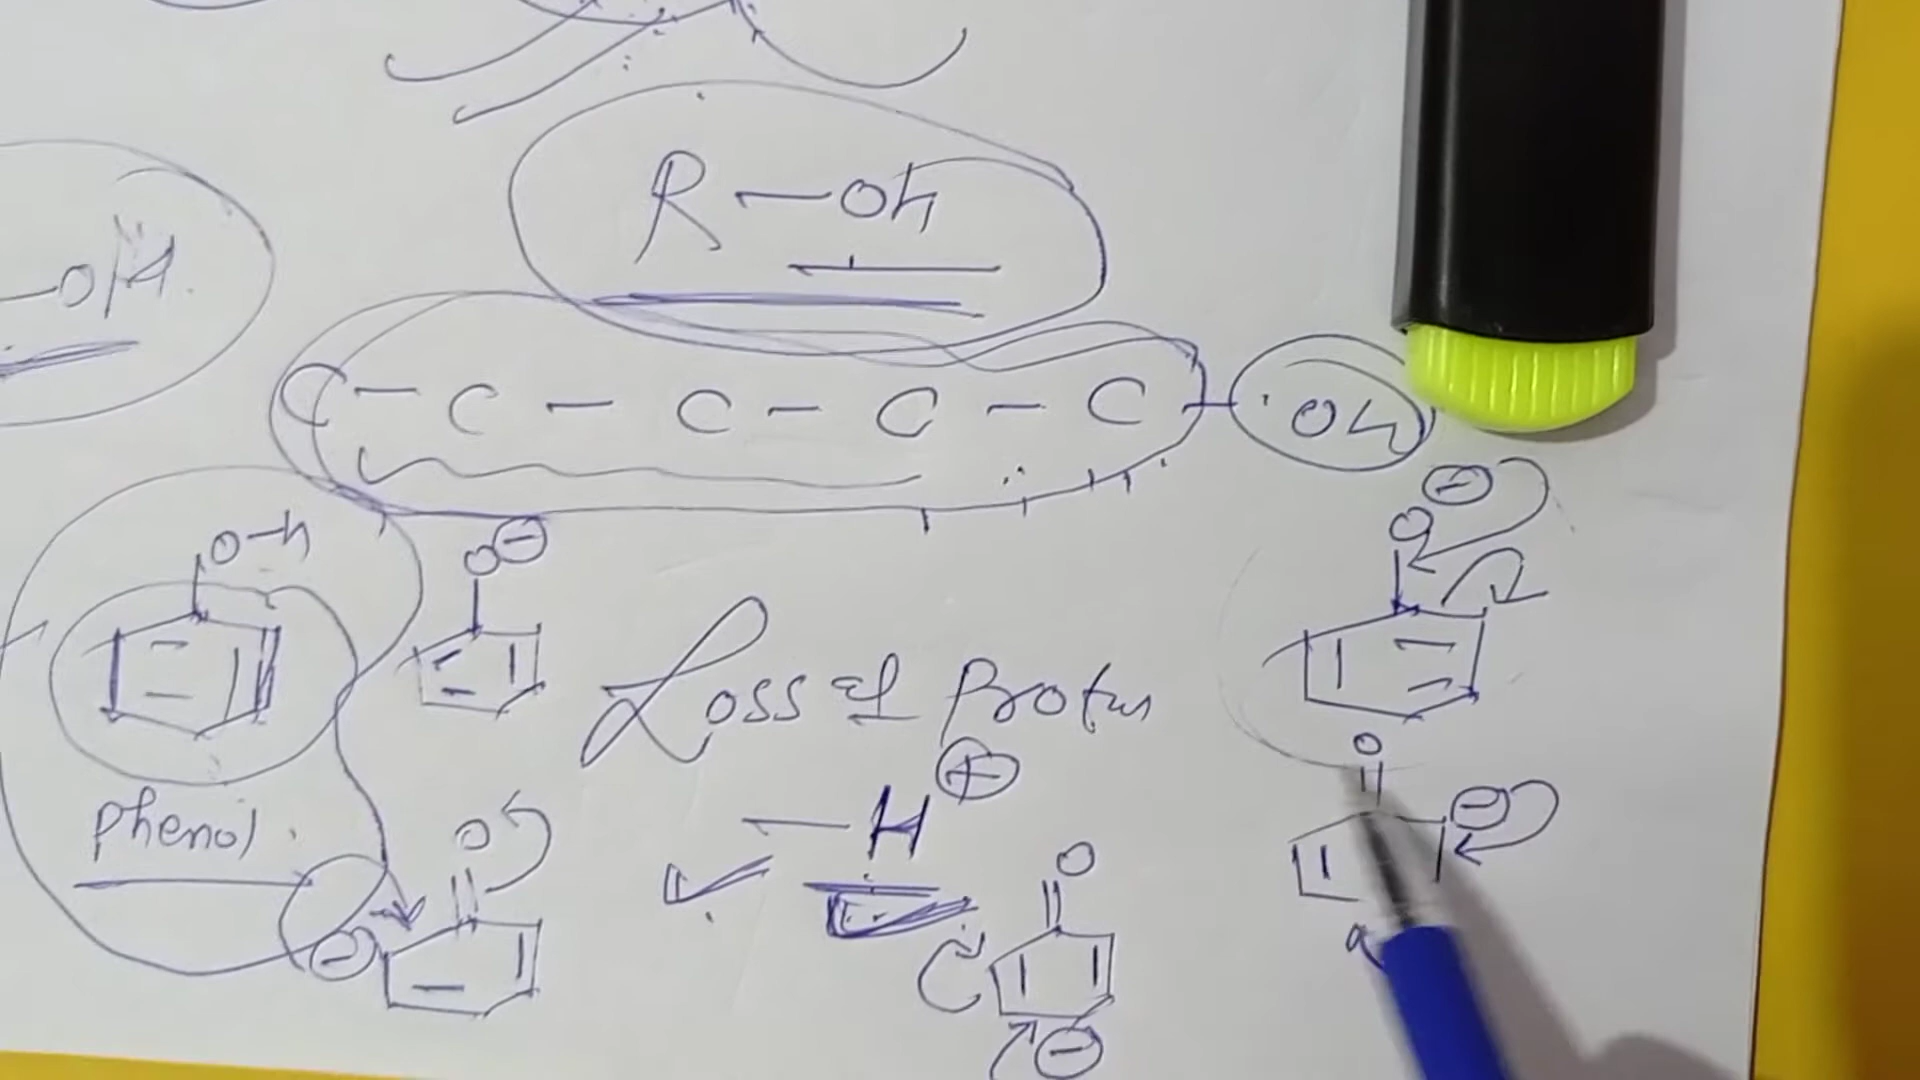 R-oh
-OH
C - C - C - C - C - oh
⊖
O-h
O⊖
O
Loss of Proton
⊕
O
phenol
O
-H
⊖
O
⊖
⊖